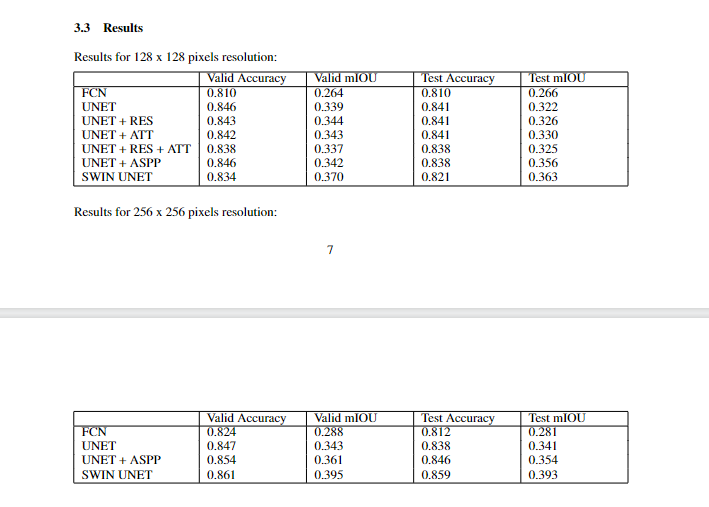 3.3 Results
Results for 128 x 128 pixels resolution:
Valid Accuracy Valid mIOU Test Accuracy Test mIOU
FCN 0.810 0.264 0.810 0.266
UNET 0.846 0.339 0.841 0.322
UNET + RES 0.843 0.344 0.841 0.326
UNET + ATT 0.842 0.343 0.841 0.330
UNET + RES + ATT 0.838 0.337 0.838 0.325
UNET + ASPP 0.846 0.342 0.838 0.356
SWIN UNET 0.834 0.370 0.821 0.363
Results for 256 x 256 pixels resolution:
7
Valid Accuracy Valid mIOU Test Accuracy Test mIOU
FCN 0.824 0.288 0.812 0.281
UNET 0.847 0.343 0.838 0.341
UNET + ASPP 0.854 0.361 0.846 0.354
SWIN UNET 0.861 0.395 0.859 0.393